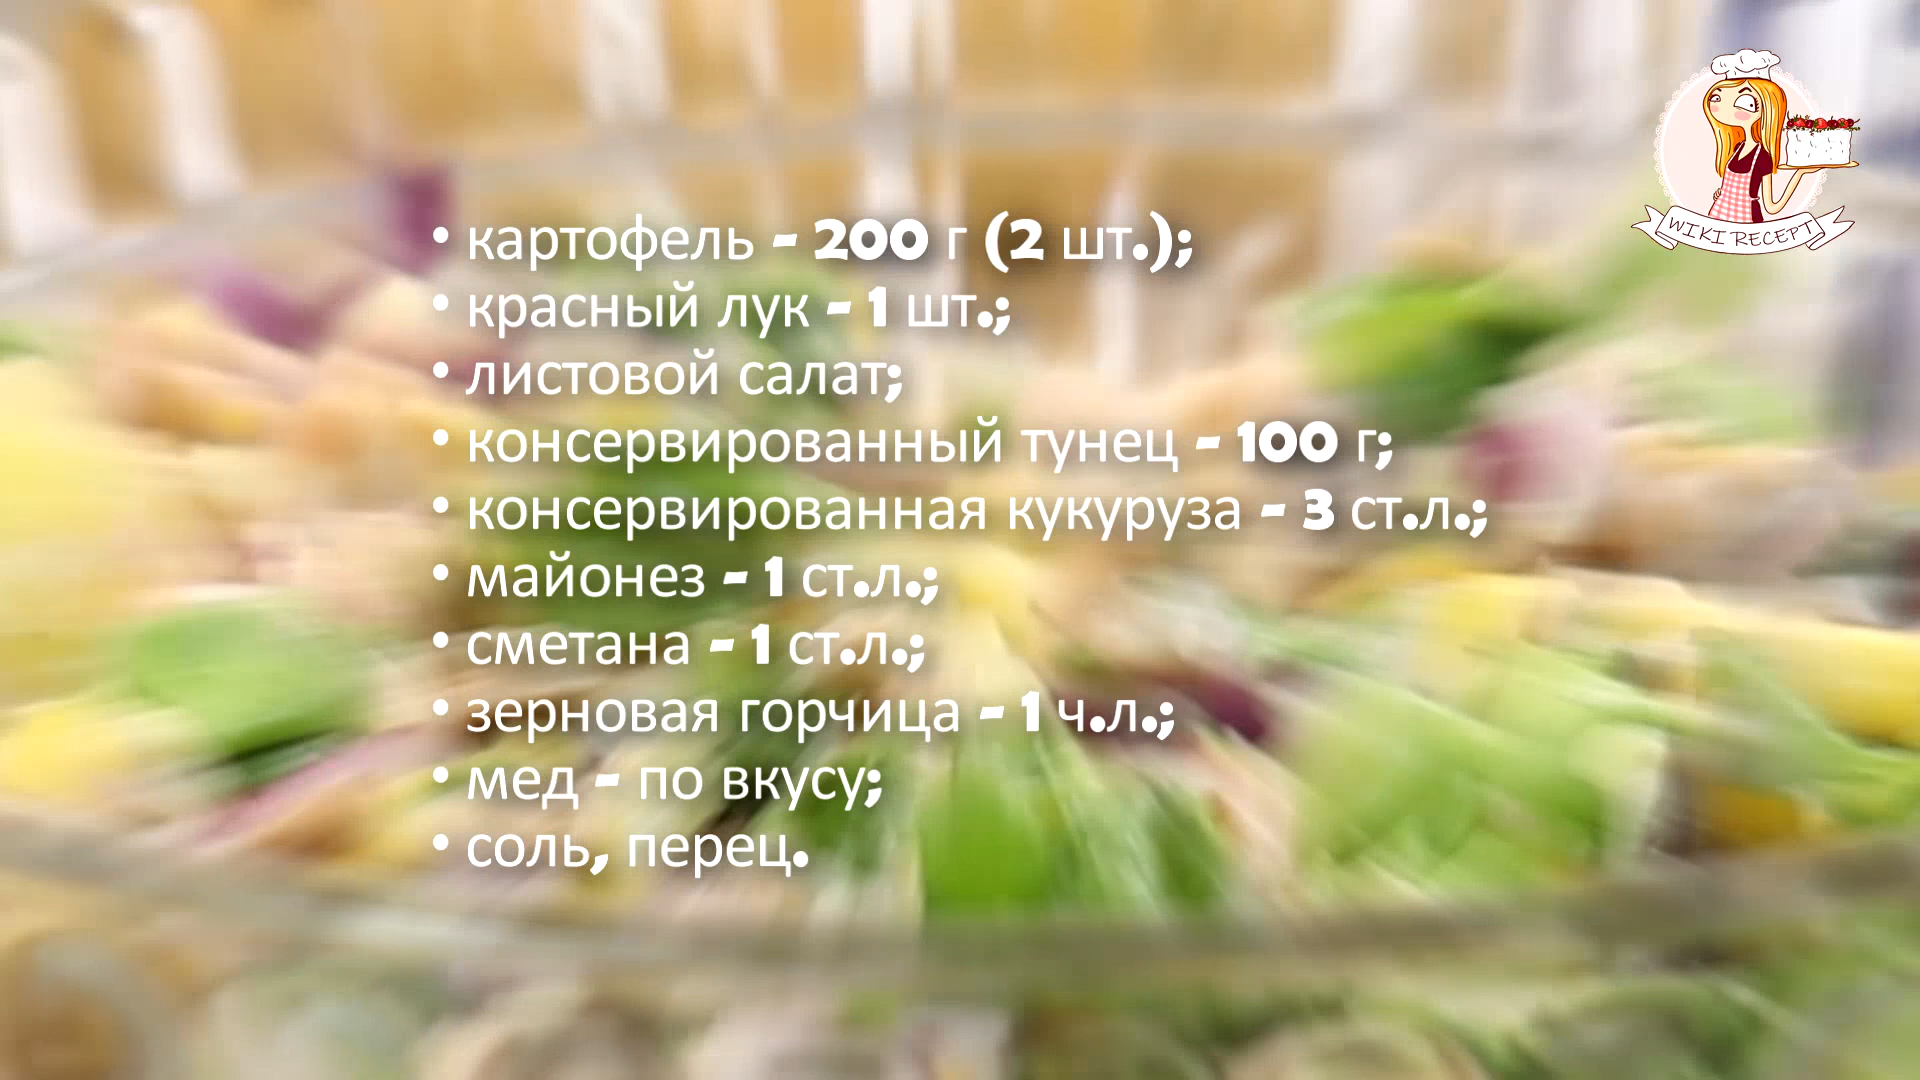 WIKI RECEPT
• картофель - 200 г (2 шт.);
• красный лук - 1 шт.;
• листовой салат;
• консервированный тунец - 100 г;
• консервированная кукуруза - 3 ст.л.;
• майонез - 1 ст.л.;
• сметана - 1 ст.л.;
• зерновая горчица - 1 ч.л.;
• мед - по вкусу;
• соль, перец.